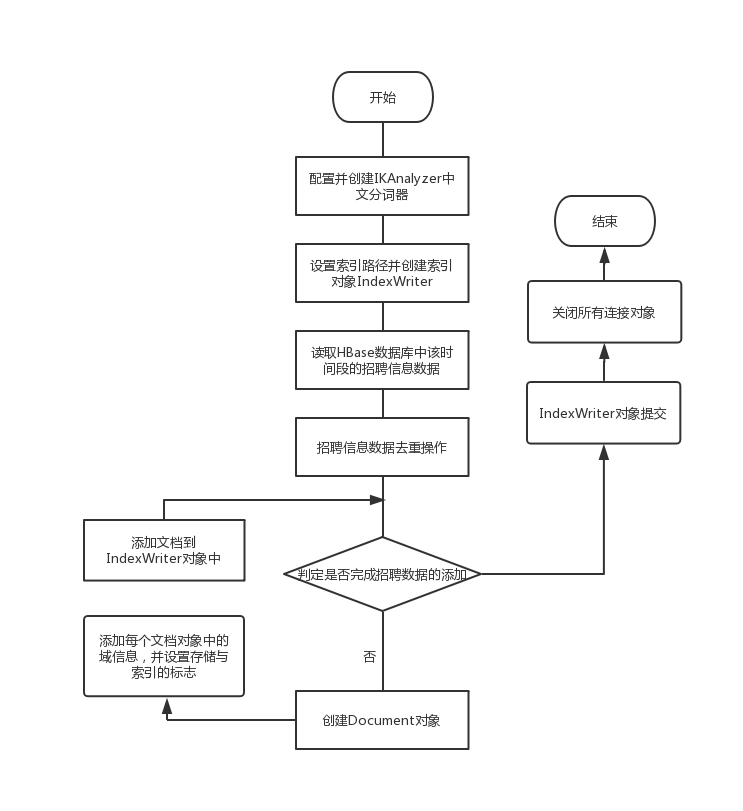 开始
配置并创建IKAnalyzer中
文分词器
设置索引路径并创建索引
对象IndexWriter
读取HBase数据库中该时
间段的招聘信息数据
招聘信息数据去重操作
添加文档到
IndexWriter对象中
判定是否完成招聘数据的添加
否
创建Document对象
添加每个文档对象中的
域信息，并设置存储与
索引的标志
IndexWriter对象提交
关闭所有连接对象
结束